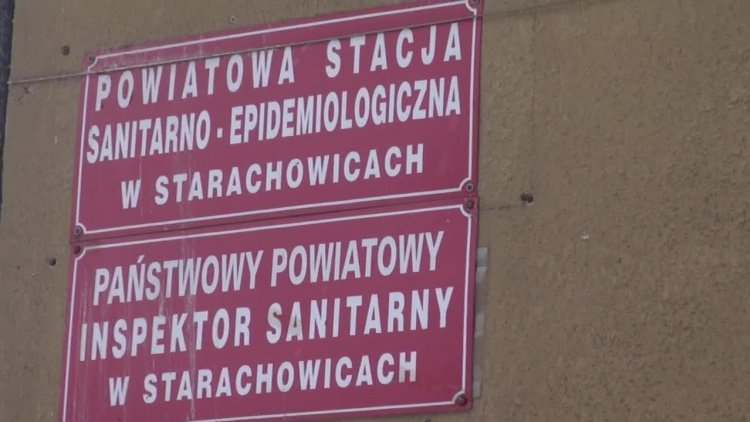 POWIATOWA STACJA
SANITARNO - EPIDEMIOLOGICZNA
W STARACHOWICACH
PAŃSTWOWY POWIATOWY
INSPEKTOR SANITARNY
W STARACHOWICACH